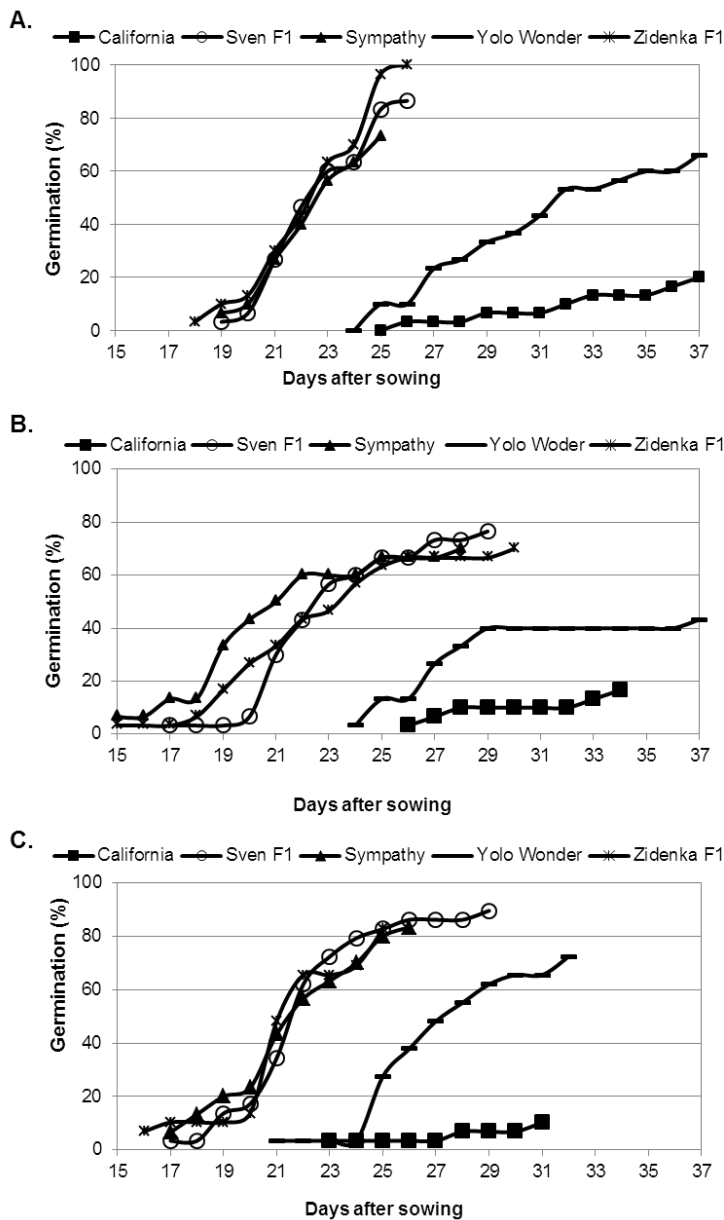 A.
California Sven F1 Sympathy Yolo Wonder Zidenka F1
Germination (%)
100
80
60
40
20
0
15 17 19 21 23 25 27 29 31 33 35 37
Days after sowing
B.
California Sven F1 Sympathy Yolo Woder Zidenka F1
Germination (%)
100
80
60
40
20
0
15 17 19 21 23 25 27 29 31 33 35 37
Days after sowing
C.
California Sven F1 Sympathy Yolo Wonder Zidenka F1
Germination (%)
100
80
60
40
20
0
15 17 19 21 23 25 27 29 31 33 35 37
Days after sowing